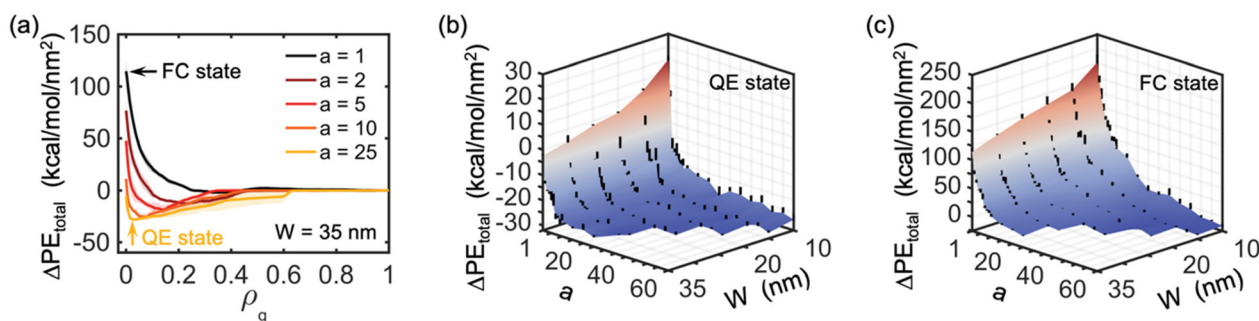 (a)
150
100
50
0
-50
ΔPE_total (kcal/mol/nm²)
FC state
a = 1
a = 2
a = 5
a = 10
a = 25
QE state
W = 35 nm
0 0.2 0.4 0.6 0.8 1
ρ_g
(b)
30
20
10
0
-10
-20
-30
ΔPE_total (kcal/mol/nm²)
QE state
1 20 40 60
a
35 20 10
W (nm)
(c)
250
200
150
100
50
0
ΔPE_total (kcal/mol/nm²)
FC state
1 20 40 60
a
35 20 10
W (nm)